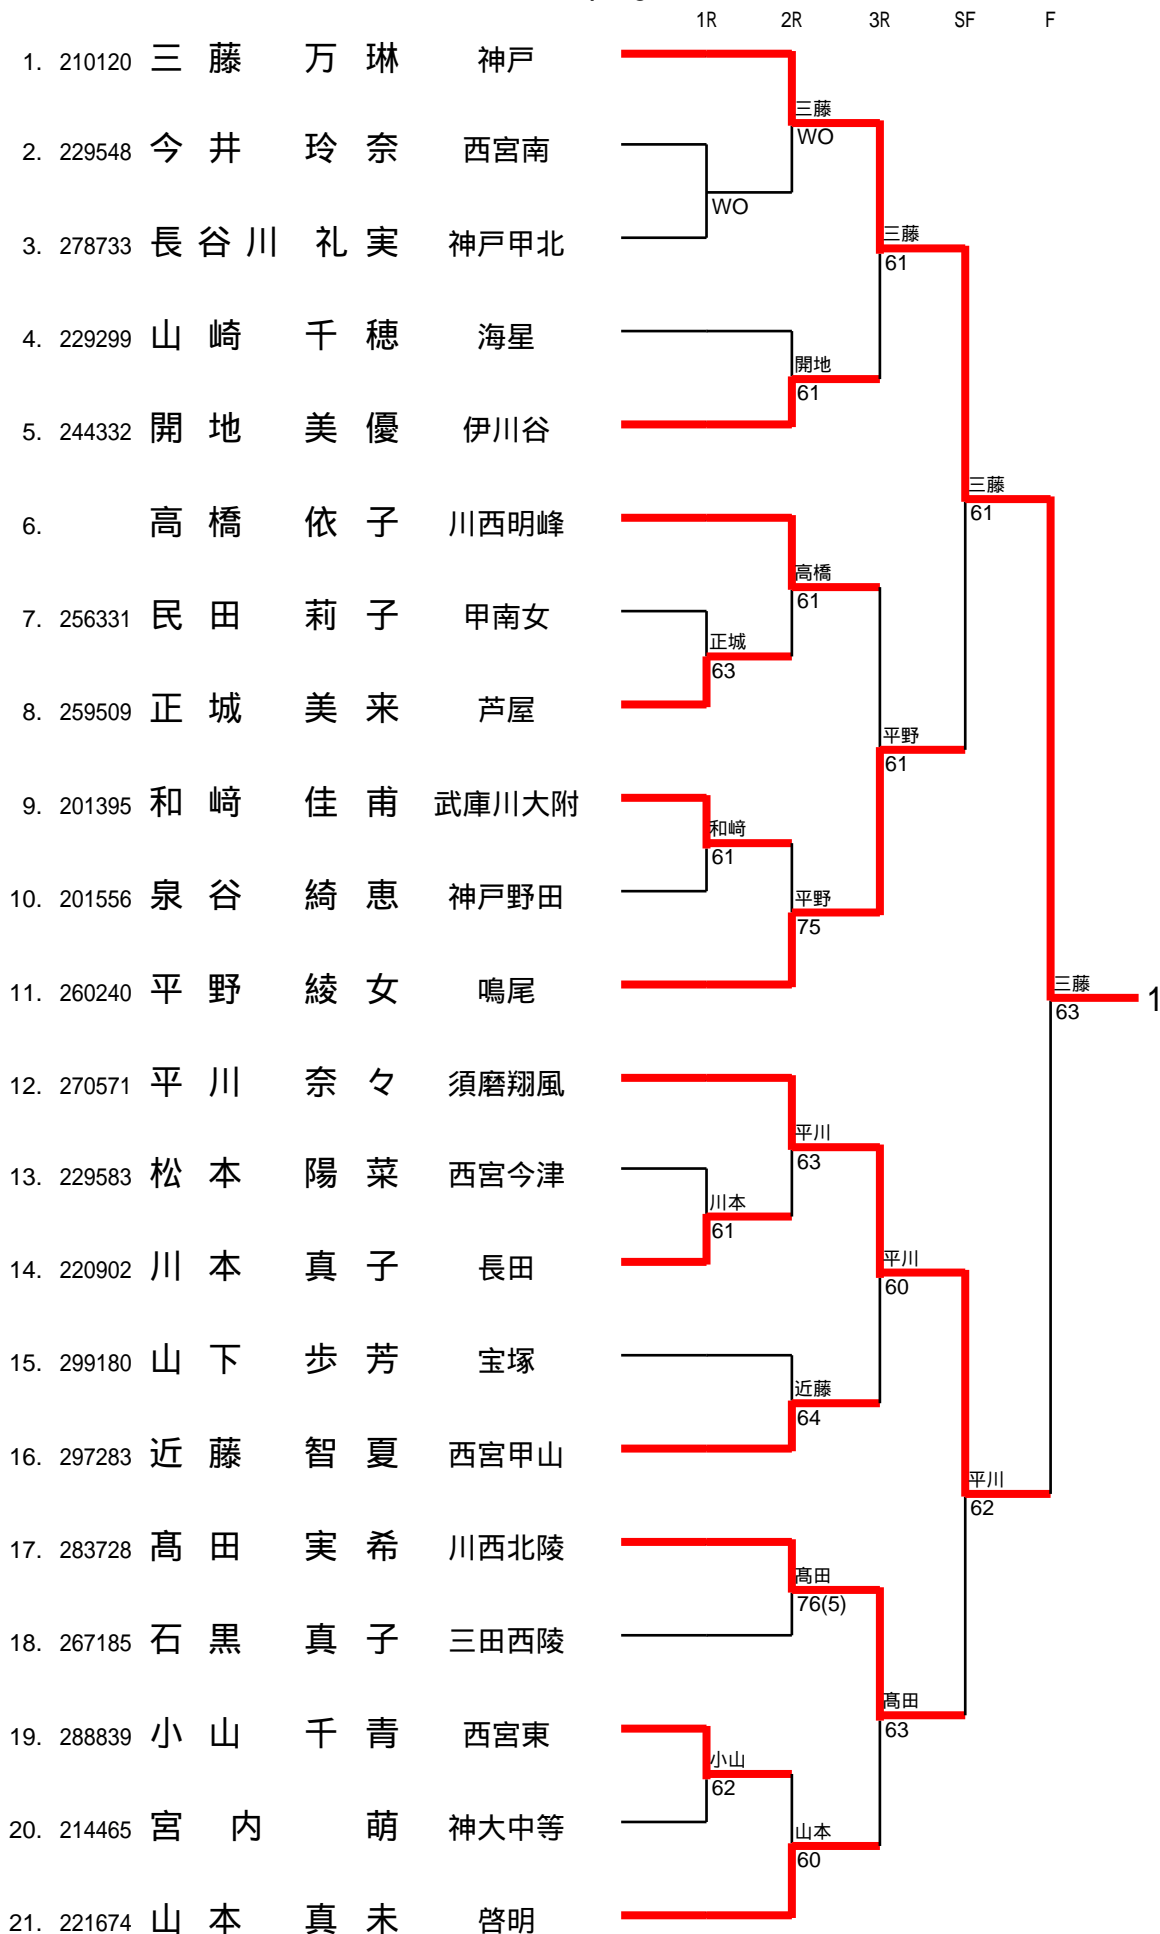 1R 2R 3R SF F
1. 210120 三藤 万琳 神戸
三藤
WO
2. 229548 今井 玲奈 西宮南
WO
3. 278733 長谷川 礼実 神戸甲北
三藤
61
4. 229299 山崎 千穂 海星
開地
61
5. 244332 開地 美優 伊川谷
三藤
61
6. 高橋 依子 川西明峰
高橋
61
7. 256331 民田 莉子 甲南女
正城
63
8. 259509 正城 美来 芦屋
平野
61
9. 201395 和﨑 佳甫 武庫川大附
和﨑
61
10. 201556 泉谷 綺恵 神戸野田
平野
75
11. 260240 平野 綾女 鳴尾
三藤
63
1
12. 270571 平川 奈々 須磨翔風
平川
63
13. 229583 松本 陽菜 西宮今津
川本
61
14. 220902 川本 真子 長田
平川
60
15. 299180 山下 歩芳 宝塚
近藤
64
16. 297283 近藤 智夏 西宮甲山
平川
62
17. 283728 髙田 実希 川西北陵
髙田
76(5)
18. 267185 石黒 真子 三田西陵
髙田
63
19. 288839 小山 千青 西宮東
小山
62
20. 214465 宮内 萌 神大中等
山本
60
21. 221674 山本 真未 啓明